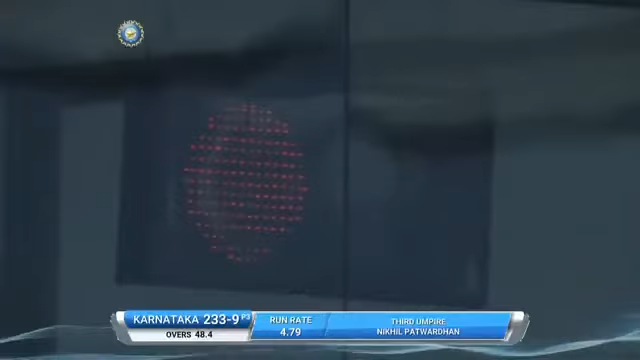 KARNATAKA 233-9 P3
OVERS 48.4
RUN RATE
4.79
THIRD UMPIRE
NIKHIL PATWARDHAN